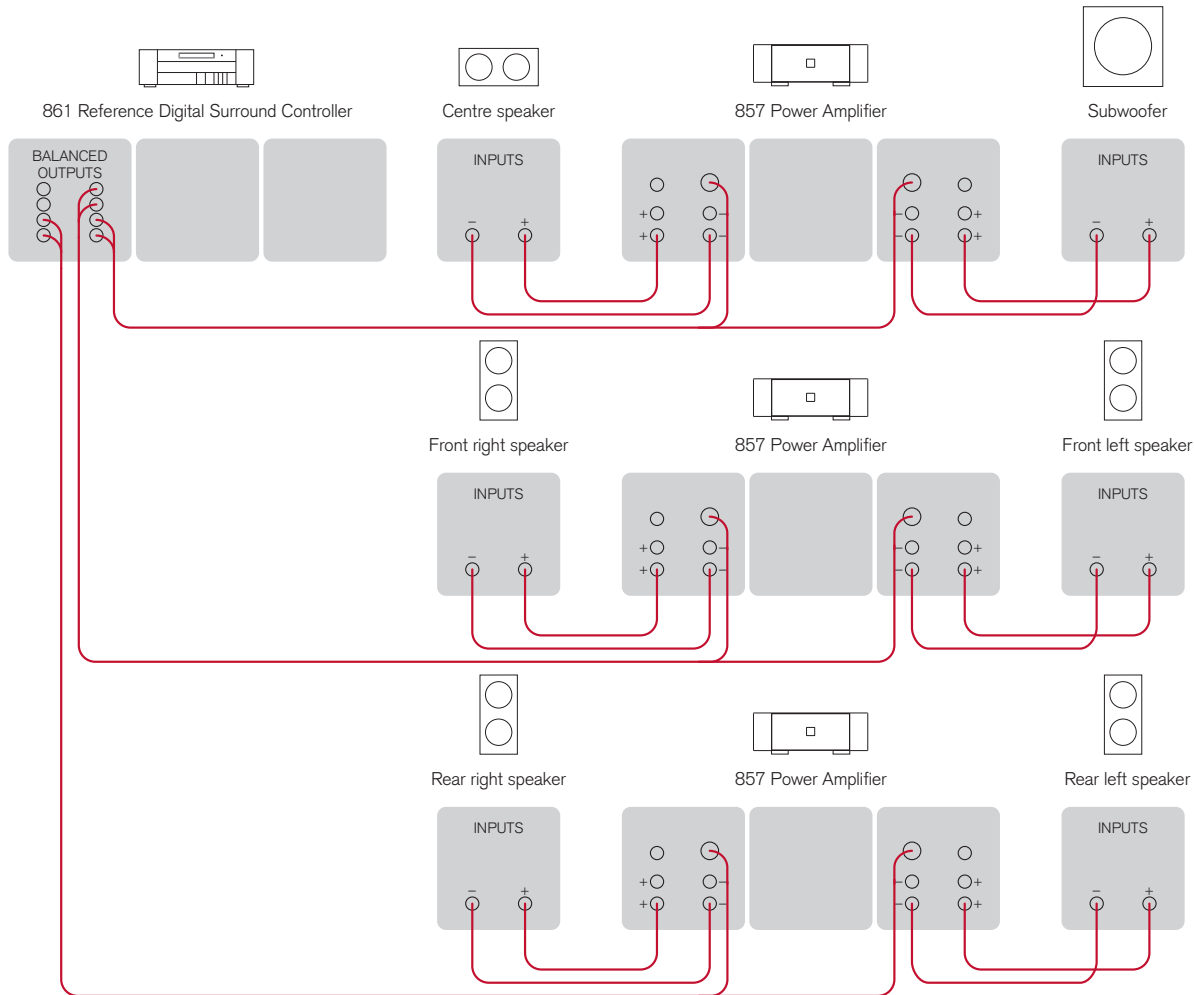 861 Reference Digital Surround Controller
Centre speaker
857 Power Amplifier
Subwoofer
BALANCED
OUTPUTS
INPUTS
− +
+ −
+ −
− +
− +
INPUTS
− +
Front right speaker
857 Power Amplifier
Front left speaker
INPUTS
− +
+ −
+ −
− +
− +
INPUTS
− +
Rear right speaker
857 Power Amplifier
Rear left speaker
INPUTS
− +
+ −
+ −
− +
− +
INPUTS
− +